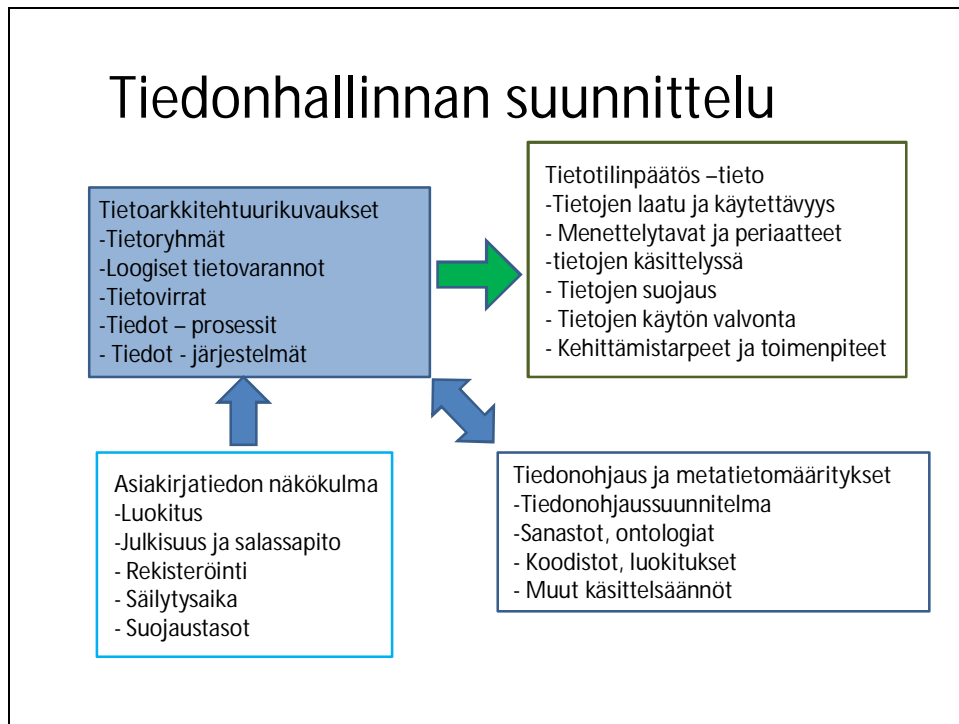 Tiedonhallinnan suunnittelu
Tietoarkkitehtuurikuvaukset
-Tietoryhmät
-Loogiset tietovarannot
-Tietovirrat
-Tiedot – prosessit
- Tiedot - järjestelmät
Tietotilinpäätös –tieto
-Tietojen laatu ja käytettävyys
- Menettelytavat ja periaatteet
-tietojen käsittelyssä
- Tietojen suojaus
- Tietojen käytön valvonta
- Kehittämistarpeet ja toimenpiteet
Asiakirjatiedon näkökulma
-Luokitus
-Julkisuus ja salassapito
- Rekisteröinti
- Säilytysaika
- Suojaustasot
Tiedonohjaus ja metatietomääritykset
-Tiedonohjaussuunnitelma
-Sanastot, ontologiat
- Koodistot, luokitukset
- Muut käsittelsäännöt